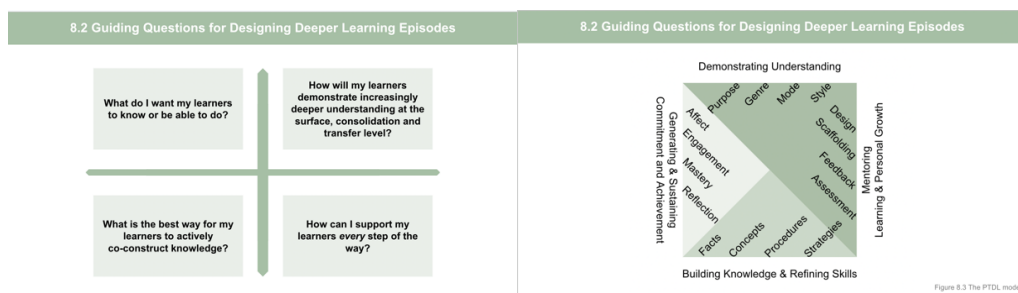 8.2 Guiding Questions for Designing Deeper Learning Episodes
What do I want my learners
to know or be able to do?
How will my learners
demonstrate increasingly
deeper understanding at the
surface, consolidation and
transfer level?
What is the best way for my
learners to actively
co-construct knowledge?
How can I support my
learners every step of the
way?
8.2 Guiding Questions for Designing Deeper Learning Episodes
Demonstrating Understanding
Generating & Sustaining
Commitment and Achievement
Affect
Engagement
Mastery
Reflection
Purpose
Genre
Mode
Style
Design
Scaffolding
Feedback
Assessment
Mentoring
Learning & Personal Growth
Facts
Concepts
Procedures
Strategies
Building Knowledge & Refining Skills
Figure 8.3 The PTDL mode